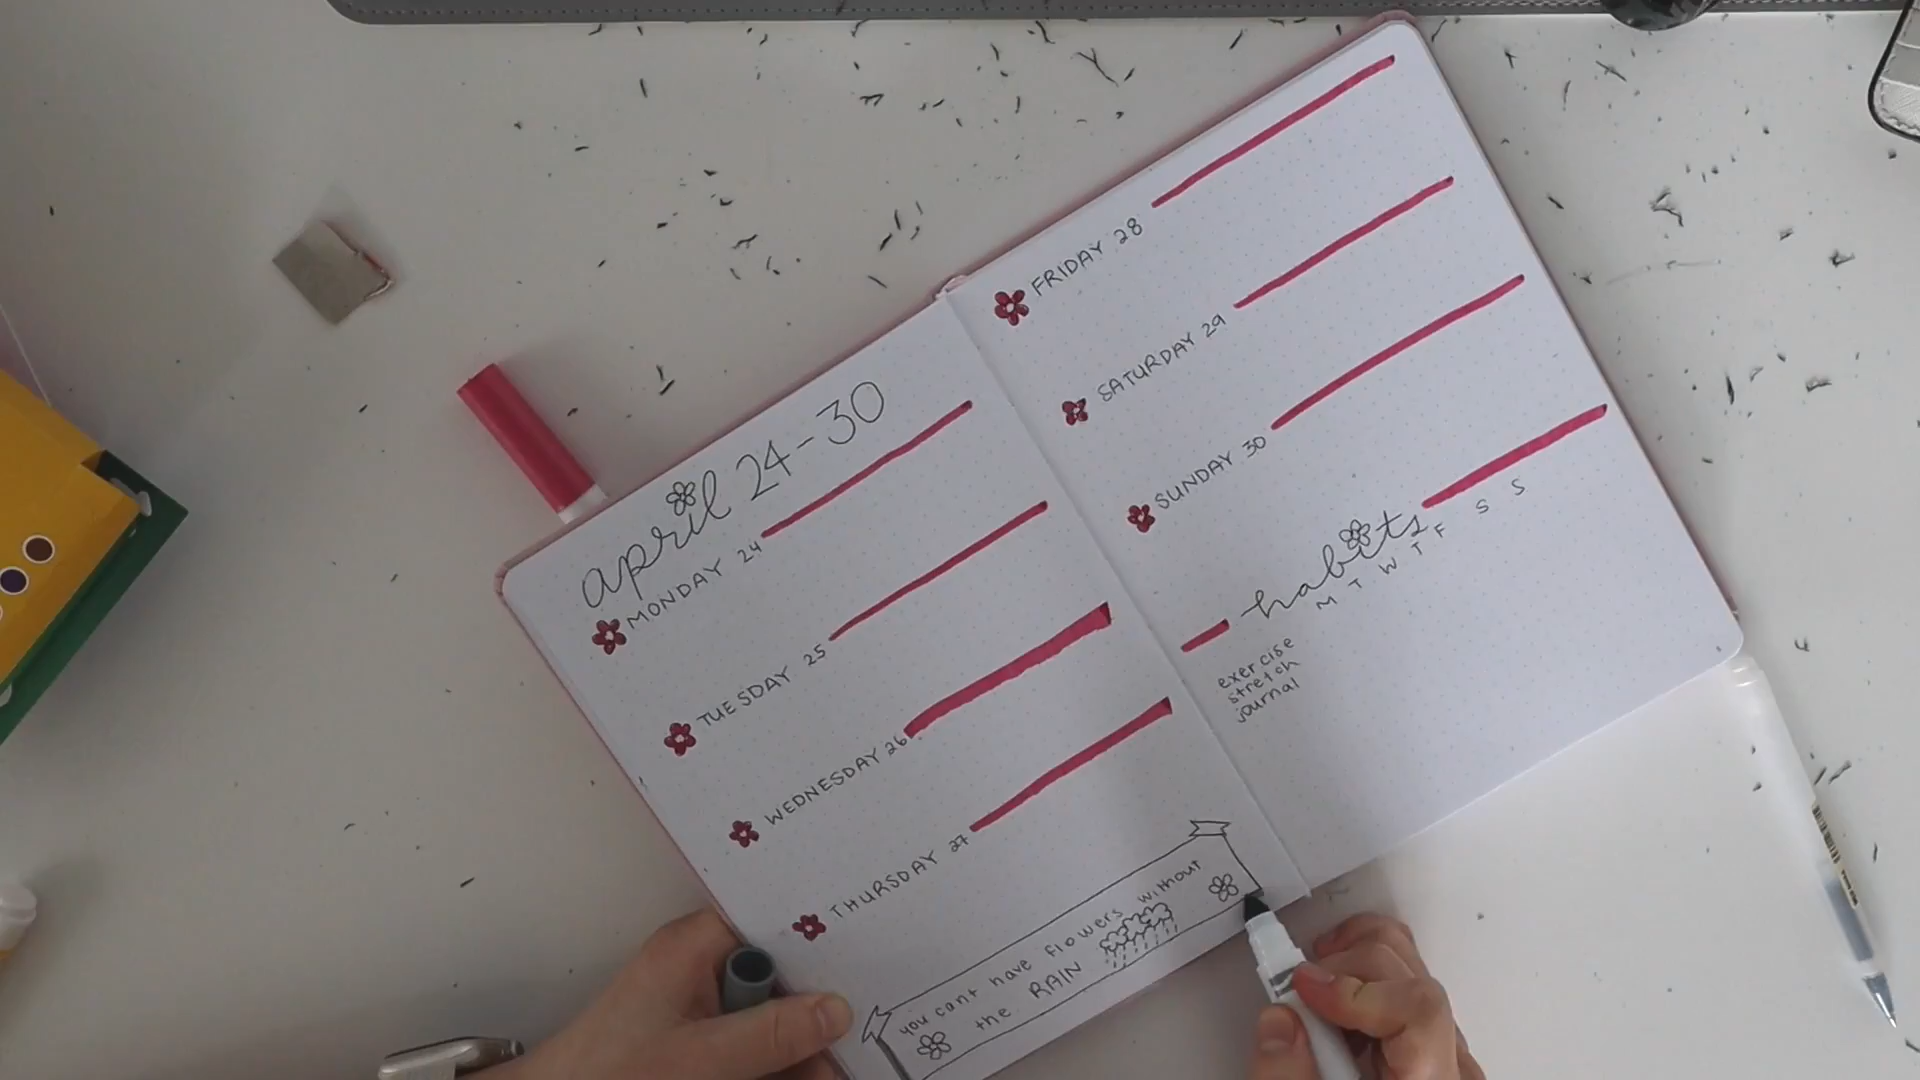 april 24-30
MONDAY 24
TUESDAY 25
WEDNESDAY 26
THURSDAY 27
you cant have flowers without
the RAIN
FRIDAY 28
SATURDAY 29
SUNDAY 30
habits
M T W T F S S
exercise
stretch
journal